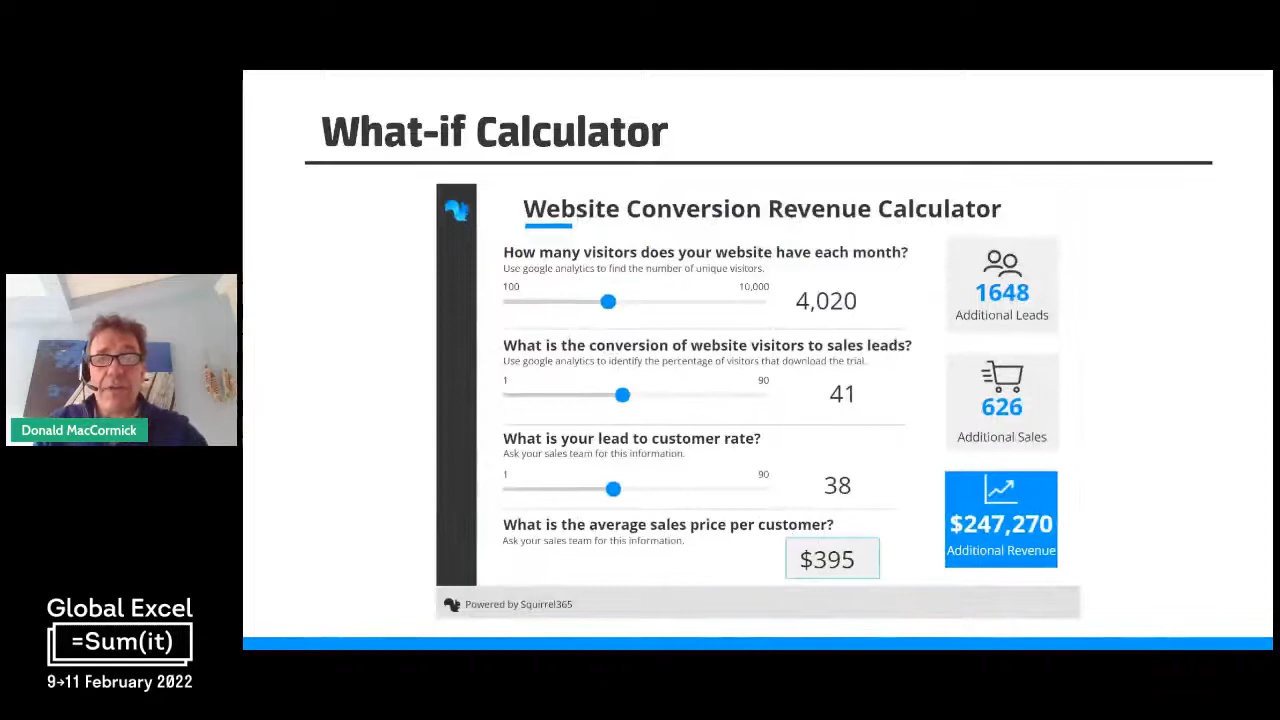 What-if Calculator
Website Conversion Revenue Calculator
How many visitors does your website have each month?
Use google analytics to find the number of unique visitors.
100
10,000
4,020
What is the conversion of website visitors to sales leads?
Use google analytics to identify the percentage of visitors that download the trial.
1
90
41
What is your lead to customer rate?
Ask your sales team for this information.
1
90
38
What is the average sales price per customer?
Ask your sales team for this information.
$395
1648
Additional Leads
626
Additional Sales
$247,270
Additional Revenue
Powered by Squirrel365
Donald MacCormick
Global Excel
=Sum(it)
9→11 February 2022